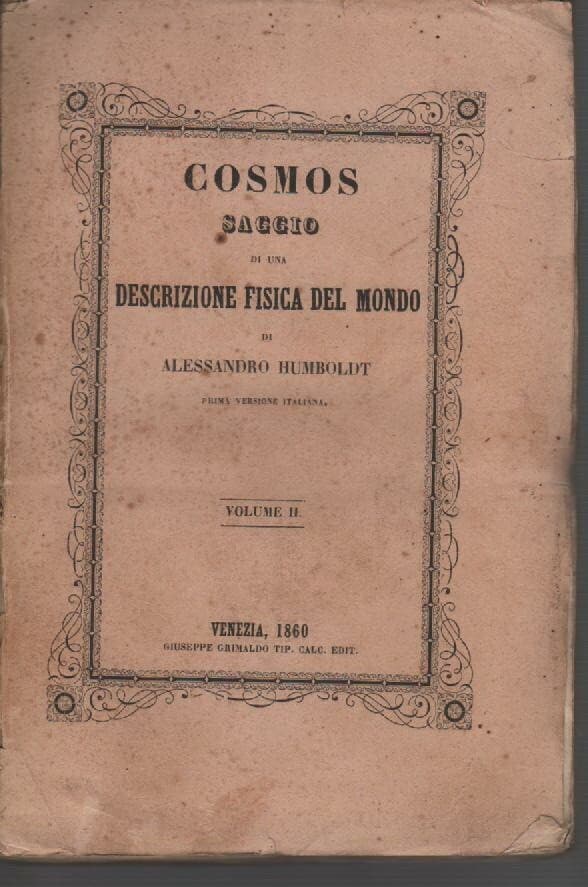 COSMOS
SAGGIO
DI UNA
DESCRIZIONE FISICA DEL MONDO
DI
ALESSANDRO HUMBOLDT
PRIMA VERSIONE ITALIANA.
VOLUME II.
VENEZIA, 1860
GIUSEPPE GRIMALDO TIP. CALC. EDIT.